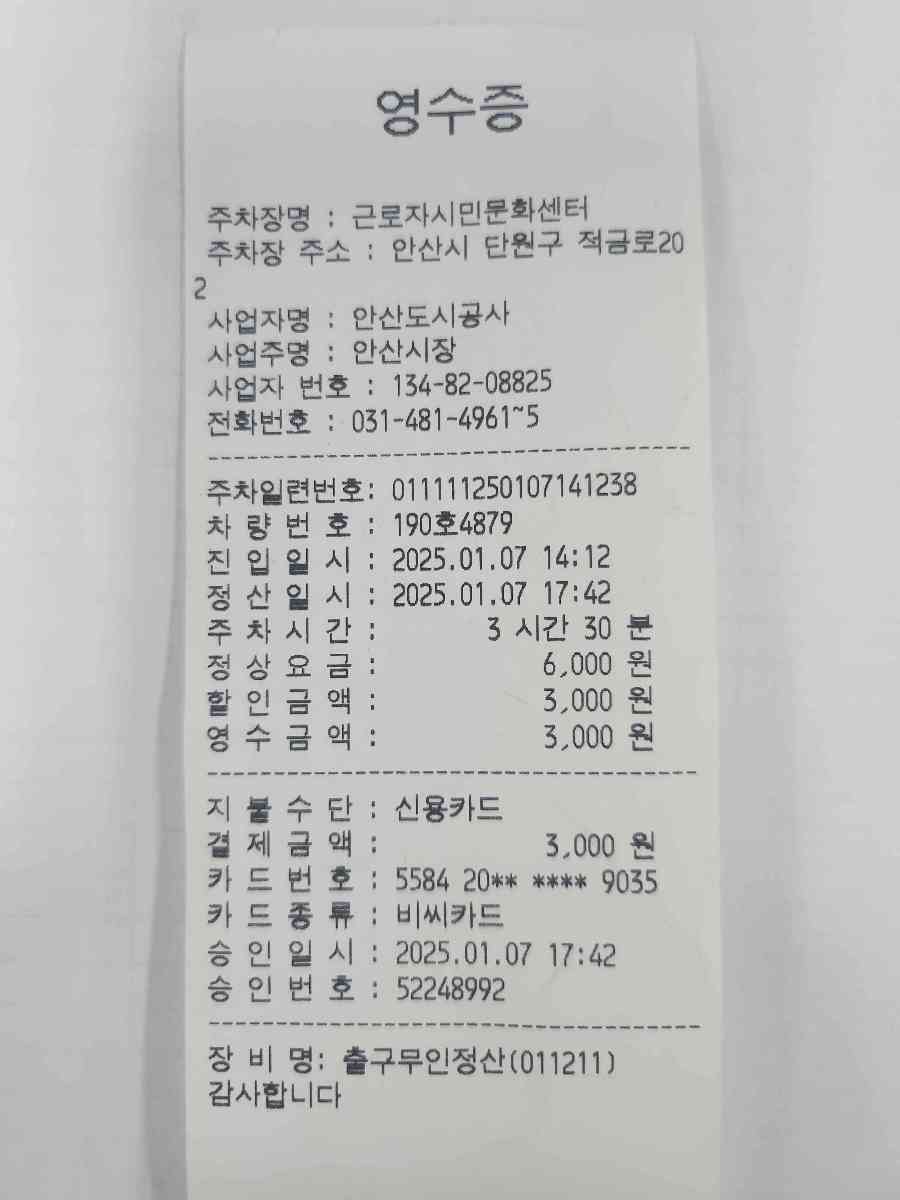 영수증
주차장명 : 근로자시민문화센터
주차장 주소 : 안산시 단원구 적금로20
2
사업자명 : 안산도시공사
사업주명 : 안산시장
사업자 번호 : 134-82-08825
전화번호 : 031-481-4961~5
주차일련번호: 011111250107141238
차 량 번 호 : 190호4879
진 입 일 시 : 2025.01.07 14:12
정 산 일 시 : 2025.01.07 17:42
주 차 시 간 : 3 시간 30 분
정 상 요 금 : 6,000 원
할 인 금 액 : 3,000 원
영 수 금 액 : 3,000 원
지 불 수 단 : 신용카드
결 제 금 액 : 3,000 원
카 드 번 호 : 5584 20** **** 9035
카 드 종 류 : 비씨카드
승 인 일 시 : 2025.01.07 17:42
승 인 번 호 : 52248992
장 비 명: 출구무인정산(011211)
감사합니다